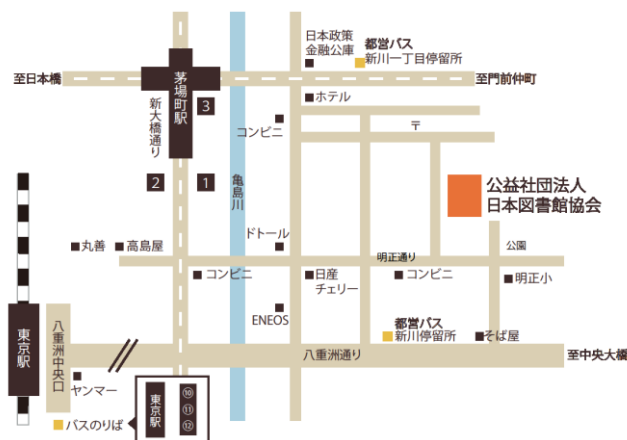 日本政策
金融公庫
都営バス
新川一丁目停留所
至日本橋
至門前仲町
茅場町駅
新大橋通り
3
ホテル
コンビニ
〒
2
1
亀島川
公益社団法人
日本図書館協会
ドトール
丸善
高島屋
明正通り
公園
コンビニ
日産
チェリー
コンビニ
明正小
ENEOS
都営バス
新川停留所
そば屋
東京駅
八重洲中央口
八重洲通り
至中央大橋
ヤンマー
バスのりば
東京駅
⑩
⑪
⑫